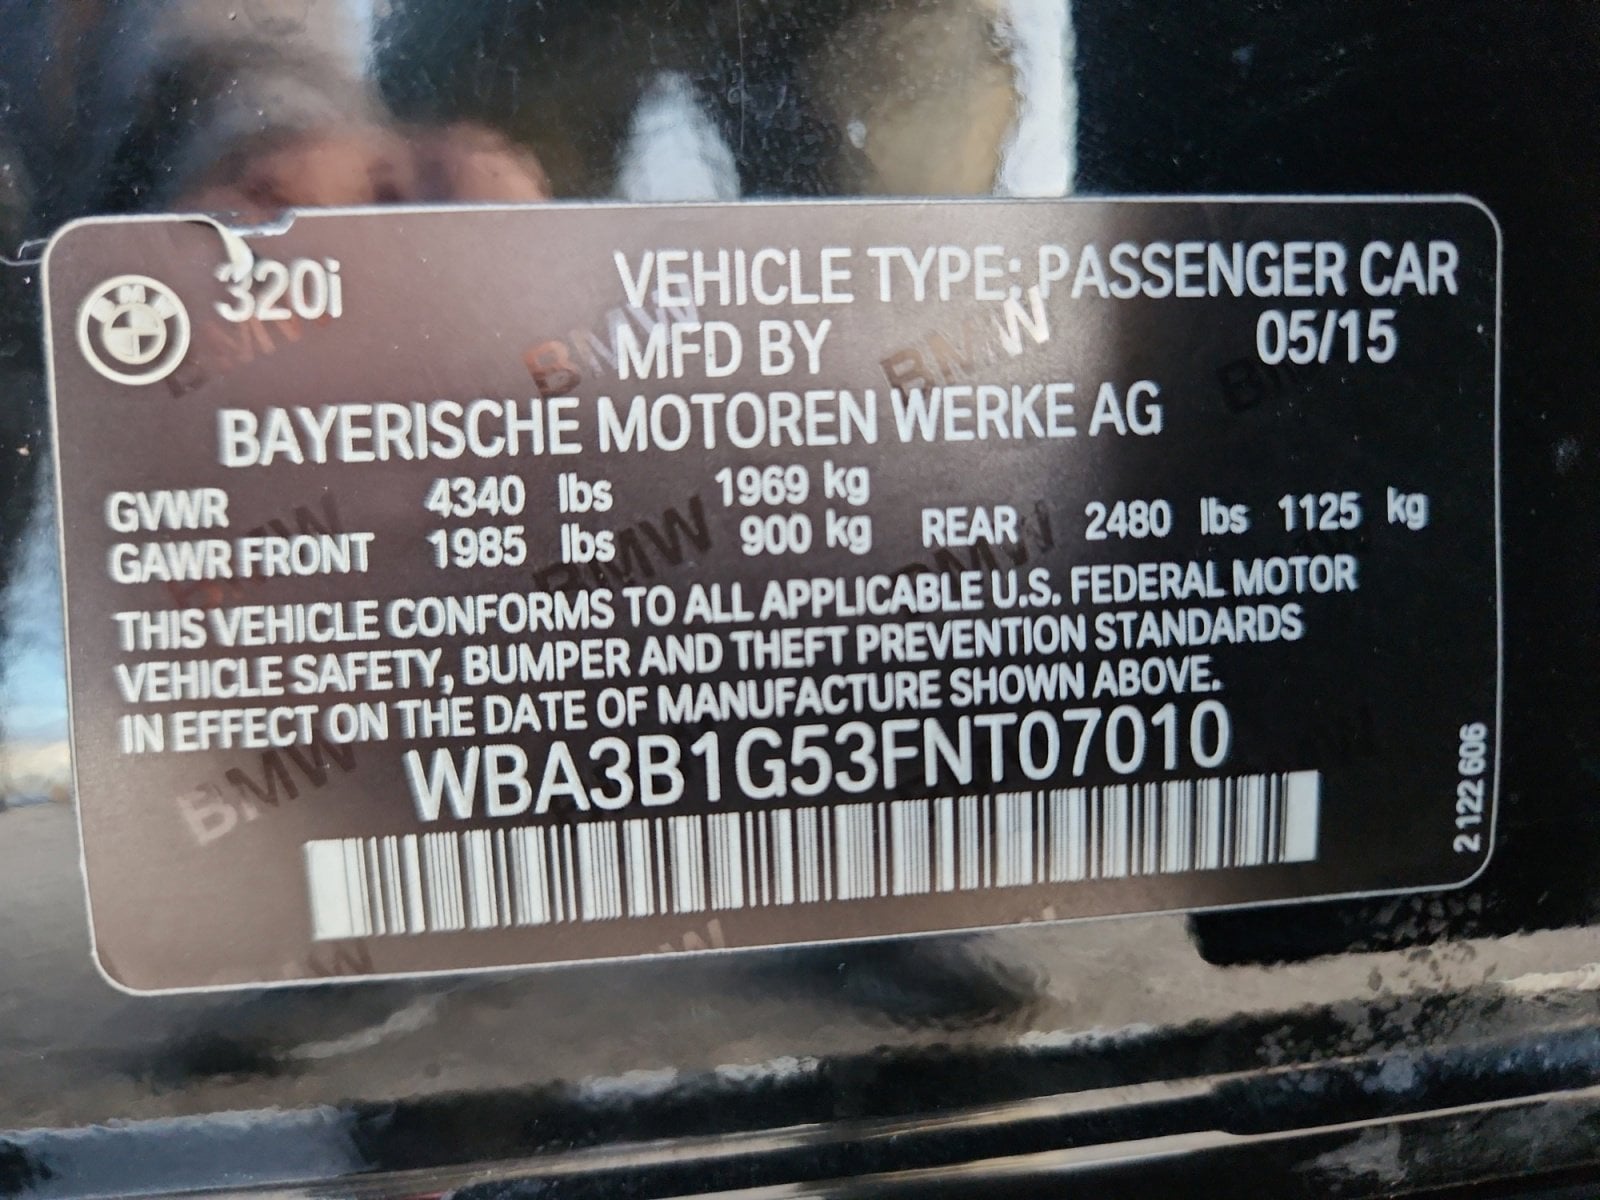 BMW 320i VEHICLE TYPE: PASSENGER CAR
MFD BY 05/15
BAYERISCHE MOTOREN WERKE AG
GVWR 4340 lbs 1969 kg
GAWR FRONT 1985 lbs 900 kg REAR 2480 lbs 1125 kg
THIS VEHICLE CONFORMS TO ALL APPLICABLE U.S. FEDERAL MOTOR
VEHICLE SAFETY, BUMPER AND THEFT PREVENTION STANDARDS
IN EFFECT ON THE DATE OF MANUFACTURE SHOWN ABOVE.
WBA3B1G53FNT07010
2 122 606